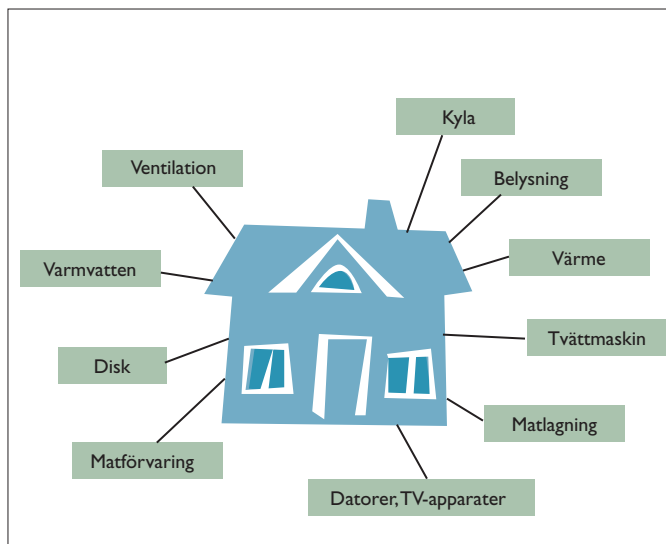 Kyla
Ventilation
Belysning
Varmvatten
Värme
Tvättmaskin
Disk
Matlagning
Matförvaring
Datorer, TV-apparater